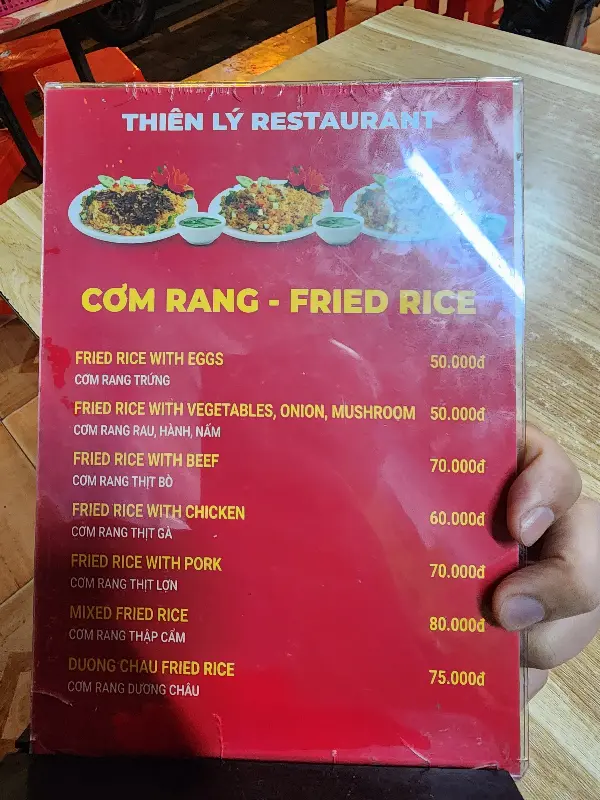 THIÊN LÝ RESTAURANT
CƠM RANG - FRIED RICE
FRIED RICE WITH EGGS 50.000đ
CƠM RANG TRỨNG
FRIED RICE WITH VEGETABLES, ONION, MUSHROOM 50.000đ
CƠM RANG RAU, HÀNH, NẤM
FRIED RICE WITH BEEF 70.000đ
CƠM RANG THỊT BÒ
FRIED RICE WITH CHICKEN 60.000đ
CƠM RANG THỊT GÀ
FRIED RICE WITH PORK 70.000đ
CƠM RANG THỊT LỢN
MIXED FRIED RICE 80.000đ
CƠM RANG THẬP CẨM
DUONG CHAU FRIED RICE 75.000đ
CƠM RANG DƯƠNG CHÂU